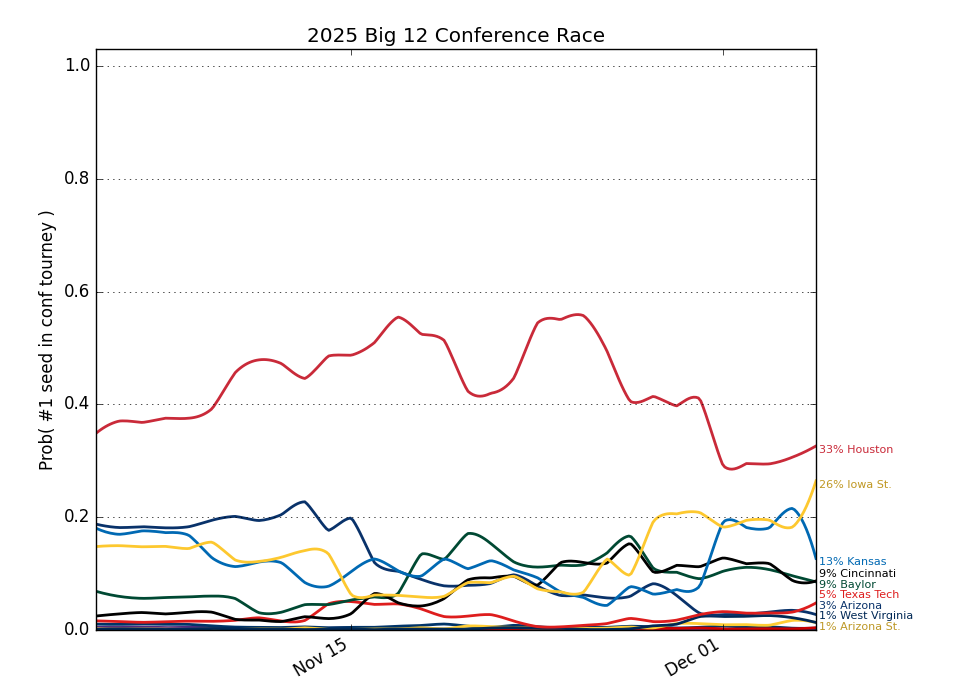 2025 Big 12 Conference Race
Prob( #1 seed in conf tourney )
1.0
0.8
0.6
0.4
0.2
0.0
Nov 15
Dec 01
33% Houston
26% Iowa St.
13% Kansas
9% Cincinnati
9% Baylor
5% Texas Tech
3% Arizona
1% West Virginia
1% Arizona St.